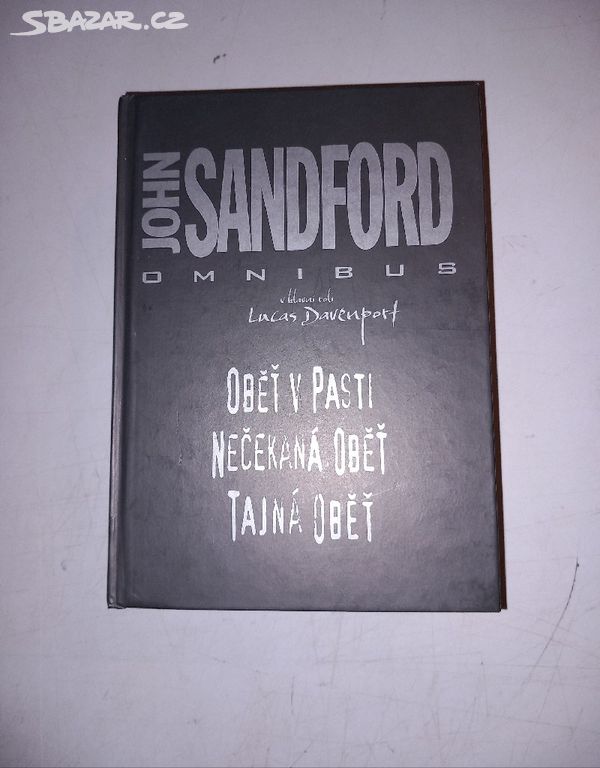 SBAZAR.CZ
JOHN
SANDFORD
OMNIBUS
v hlavní roli
Lucas Davenport
OBĚŤ V PASTI
NEČEKANÁ OBĚŤ
TAJNÁ OBĚŤ